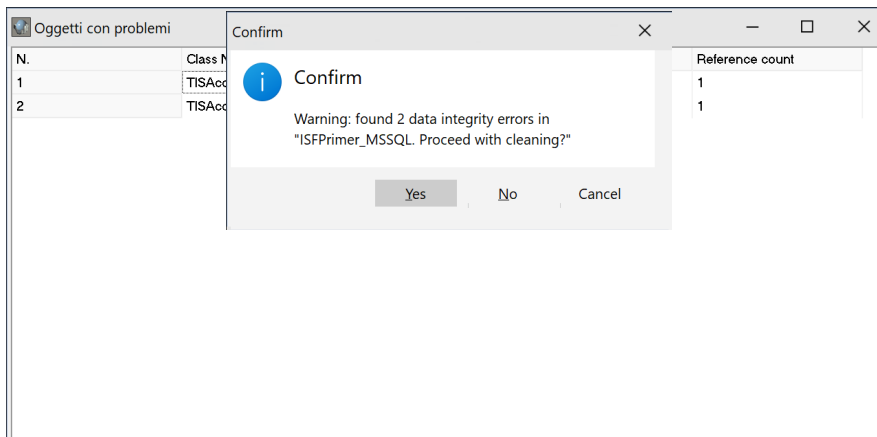 Oggetti con problemi
Confirm
N.
Class
Reference count
1
TISAcc
1
2
TISAcc
1
Confirm
Warning: found 2 data integrity errors in
"ISFPrimer_MSSQL. Proceed with cleaning?"
Yes
No
Cancel